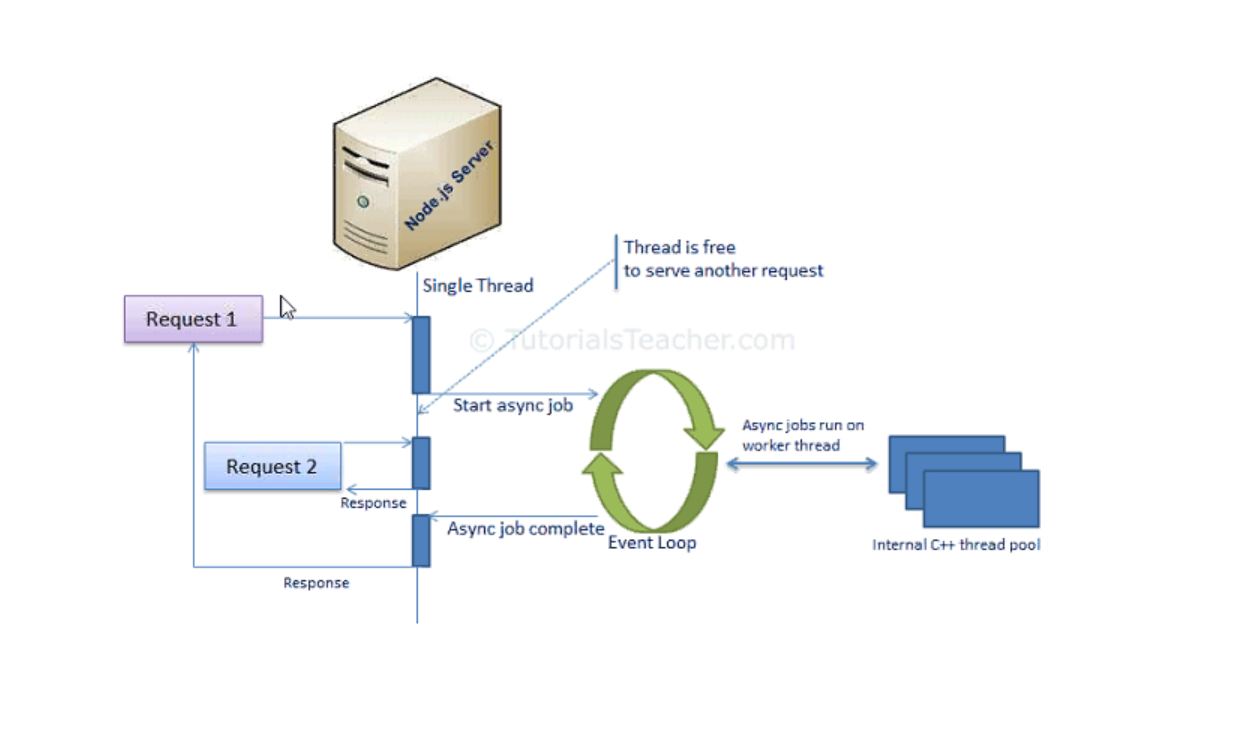 Node.js Server
Thread is free
to serve another request
Single Thread
Request 1
© TutorialsTeacher.com
Start async job
Async jobs run on
worker thread
Request 2
Response
Async job complete
Event Loop
Internal C++ thread pool
Response